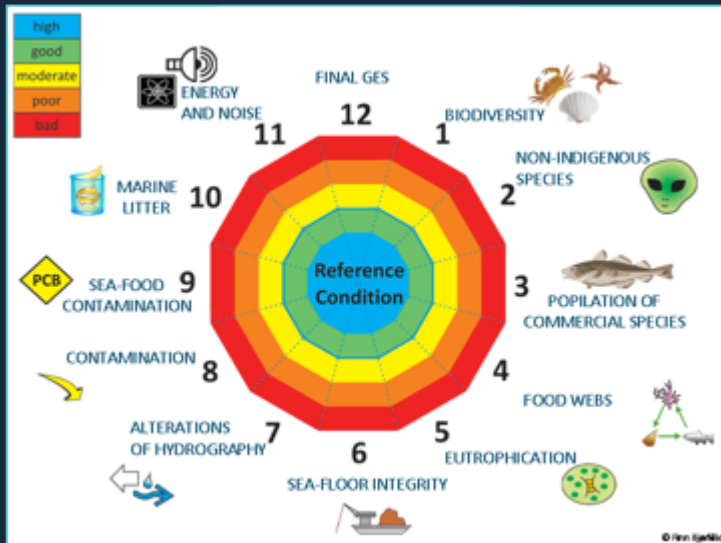 high
good
moderate
poor
bad
ENERGY
AND NOISE
11
FINAL GES
12
1
BIODIVERSITY
NON-INDIGENOUS
SPECIES
2
3
POPILATION OF
COMMERCIAL SPECIES
4
FOOD WEBS
5
EUTROPHICATION
6
SEA-FLOOR INTEGRITY
7
ALTERATIONS
OF HYDROGRAPHY
8
CONTAMINATION
9
SEA-FOOD
CONTAMINATION
PCB
10
MARINE
LITTER
Reference
Condition
© Finn